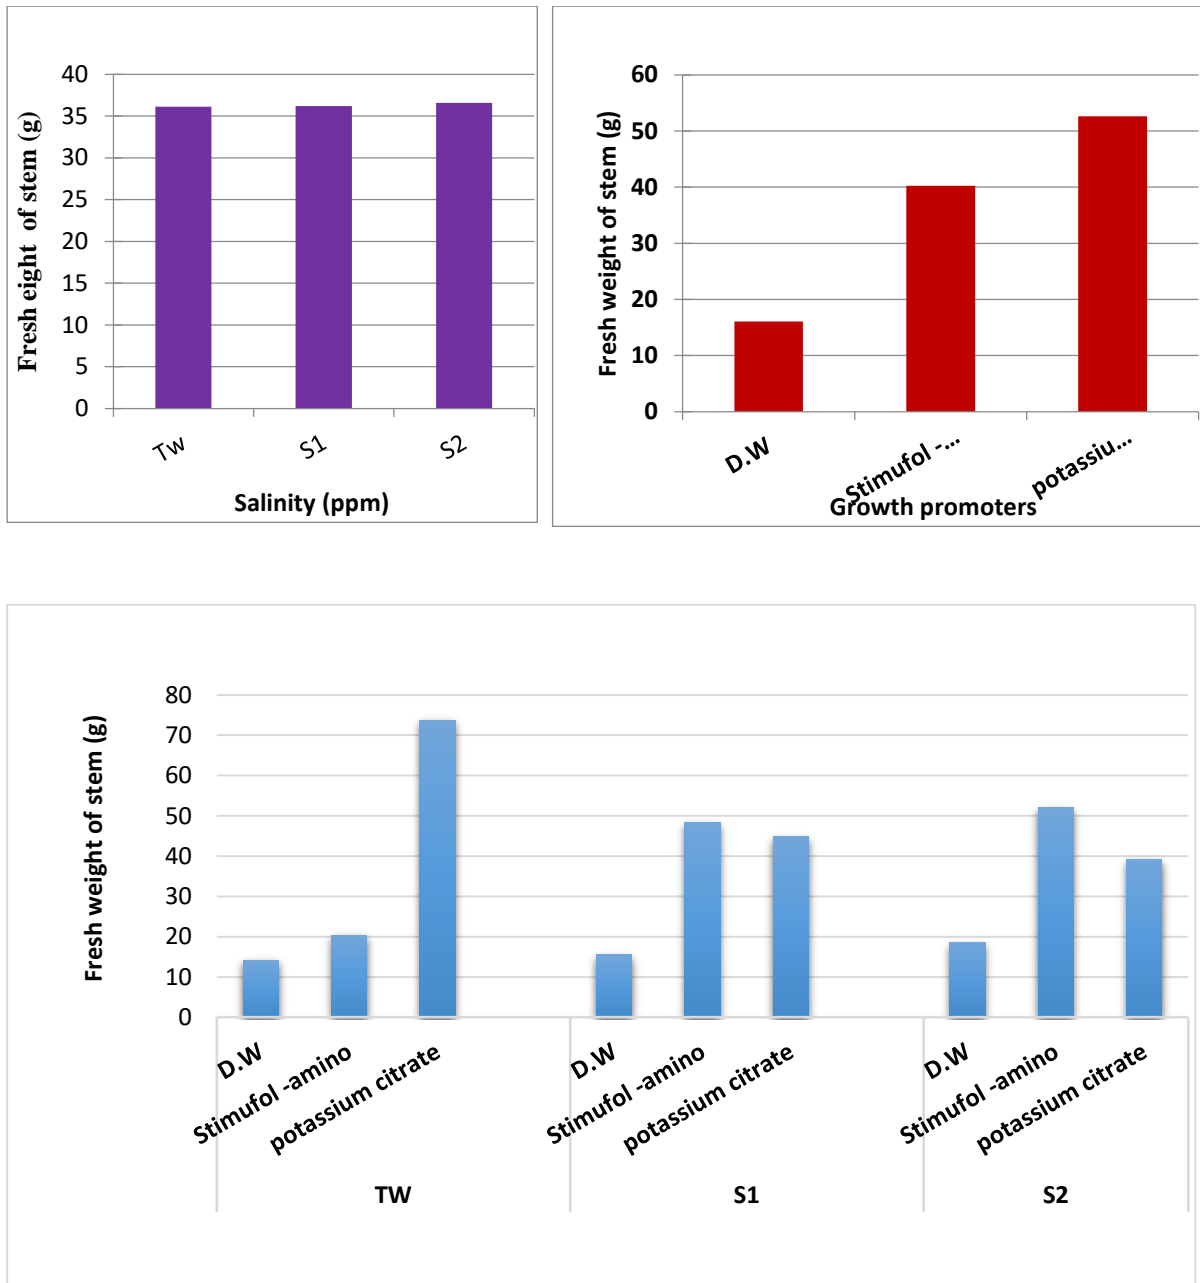 Fresh eight of stem (g)
40
35
30
25
20
15
10
5
0
Tw
S1
S2
Salinity (ppm)
Fresh weight of stem (g)
60
50
40
30
20
10
0
D.W
Stimufol -...
potassiu...
Growth promoters
Fresh weight of stem (g)
80
70
60
50
40
30
20
10
0
D.W
Stimufol -amino
potassium citrate
D.W
Stimufol -amino
potassium citrate
D.W
Stimufol -amino
potassium citrate
TW
S1
S2